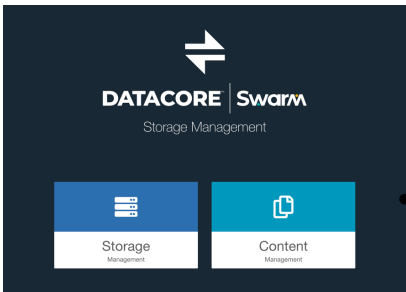 DATACORE | Swarm
Storage Management
Storage
Management
Content
Management